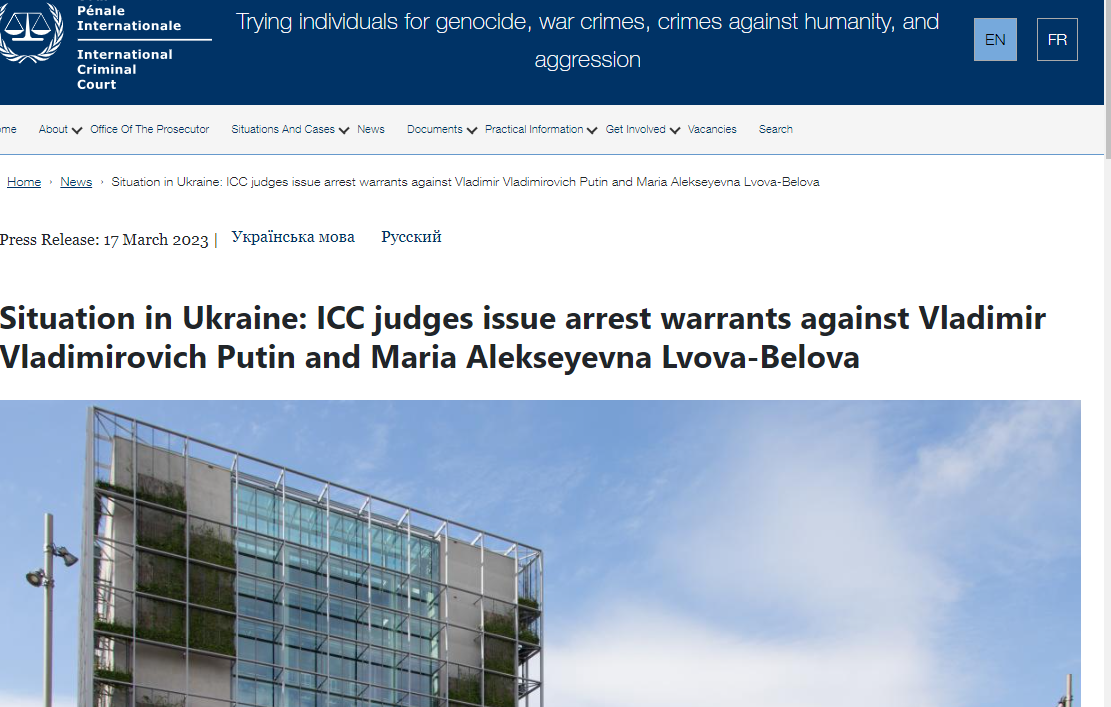 Pénale
Internationale
International
Criminal
Court
Trying individuals for genocide, war crimes, crimes against humanity, and
aggression
EN
FR
About
Office Of The Prosecutor
Situations And Cases
News
Documents
Practical Information
Get Involved
Vacancies
Search
Home › News › Situation in Ukraine: ICC judges issue arrest warrants against Vladimir Vladimirovich Putin and Maria Alekseyevna Lvova-Belova
Press Release: 17 March 2023 | Українська мова Русский
Situation in Ukraine: ICC judges issue arrest warrants against Vladimir
Vladimirovich Putin and Maria Alekseyevna Lvova-Belova